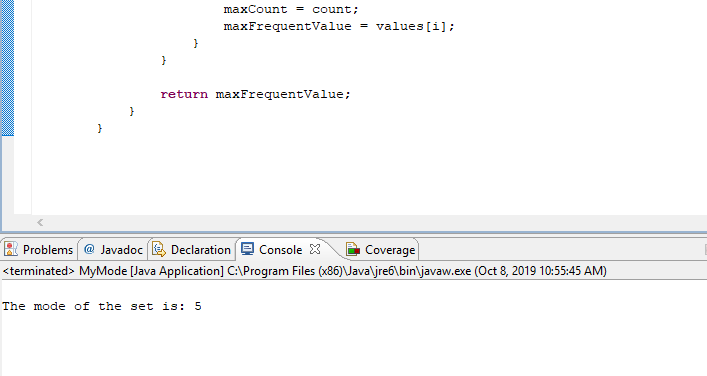 maxCount = count;
maxFrequentValue = values[i];
}
}
return maxFrequentValue;
}
}
Problems @ Javadoc Declaration Console Coverage
<terminated> MyMode [Java Application] C:\Program Files (x86)\Java\jre6\bin\javaw.exe (Oct 8, 2019 10:55:45 AM)
The mode of the set is: 5